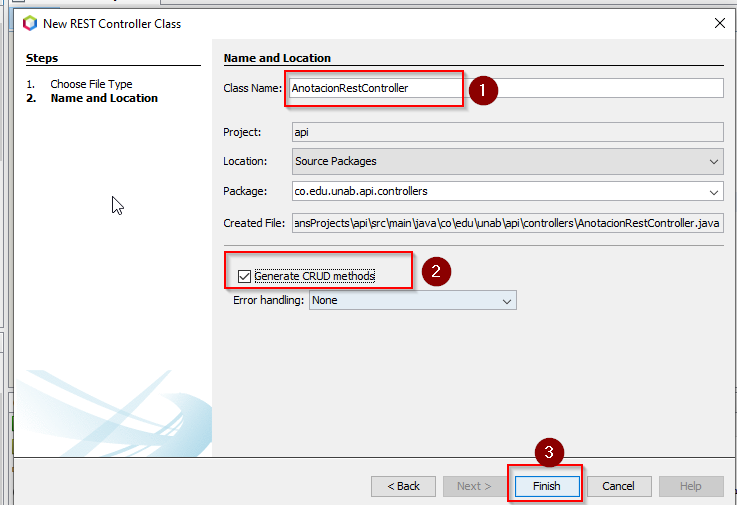 New REST Controller Class
Steps
1. Choose File Type
2. Name and Location
Name and Location
Class Name: AnotacionRestController
1
Project: api
Location: Source Packages
Package: co.edu.unab.api.controllers
Created File: ansProjects\api\src\main\java\co\edu\unab\api\controllers\AnotacionRestController.java
Generate CRUD methods
2
Error handling: None
3
< Back Next > Finish Cancel Help